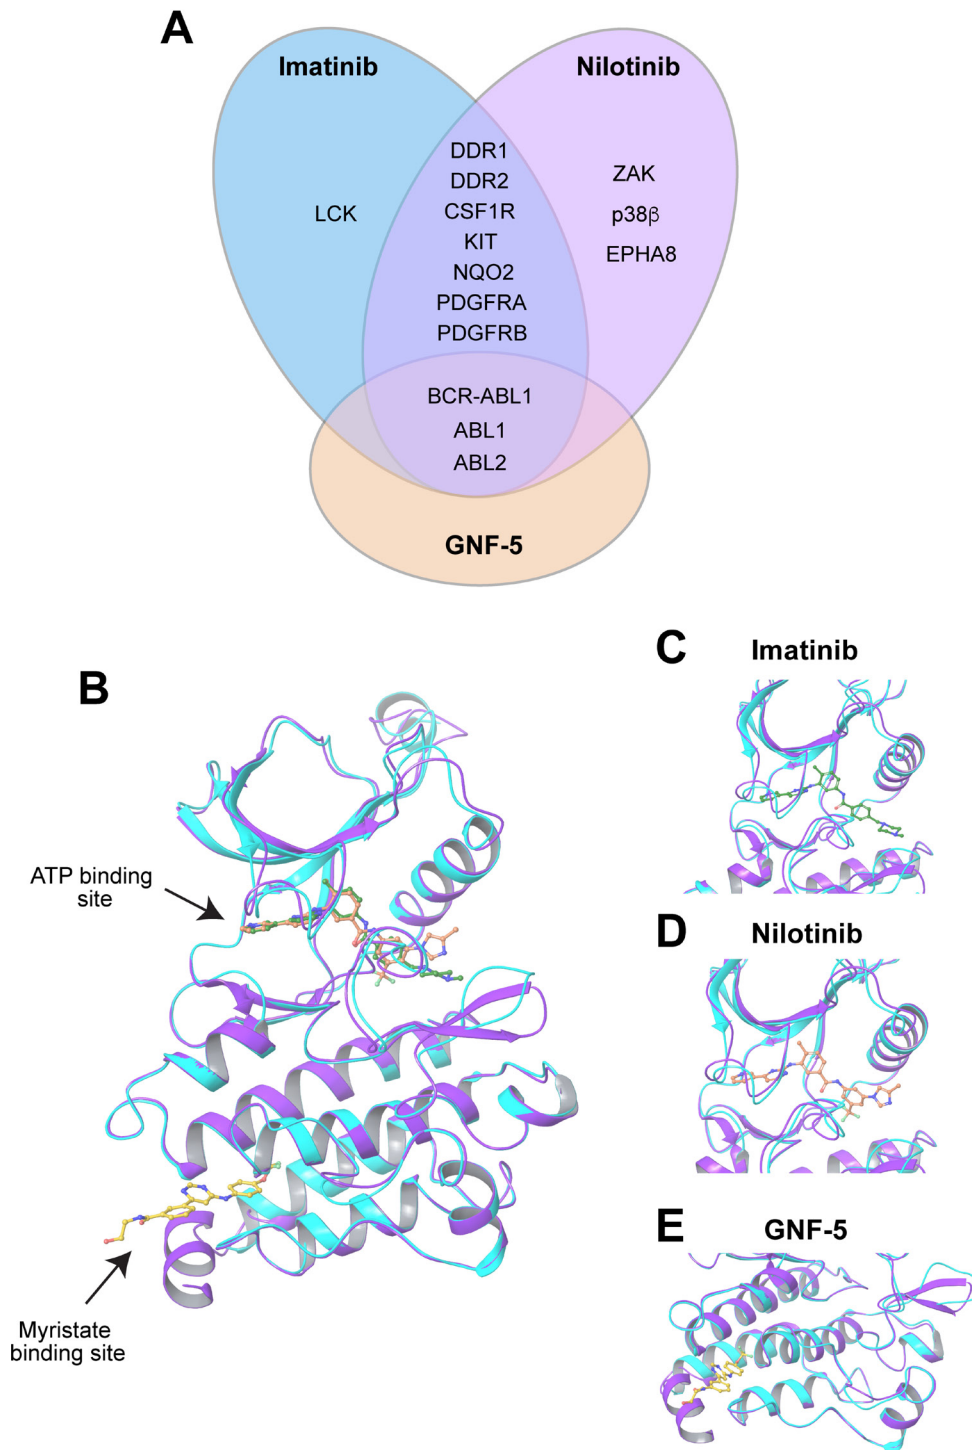 A
Imatinib
Nilotinib
DDR1
DDR2
CSF1R
KIT
NQO2
PDGFRA
PDGFRB
LCK
ZAK
p38β
EPHA8
BCR-ABL1
ABL1
ABL2
GNF-5
B
ATP binding
site
Myristate
binding site
C
Imatinib
D
Nilotinib
E
GNF-5